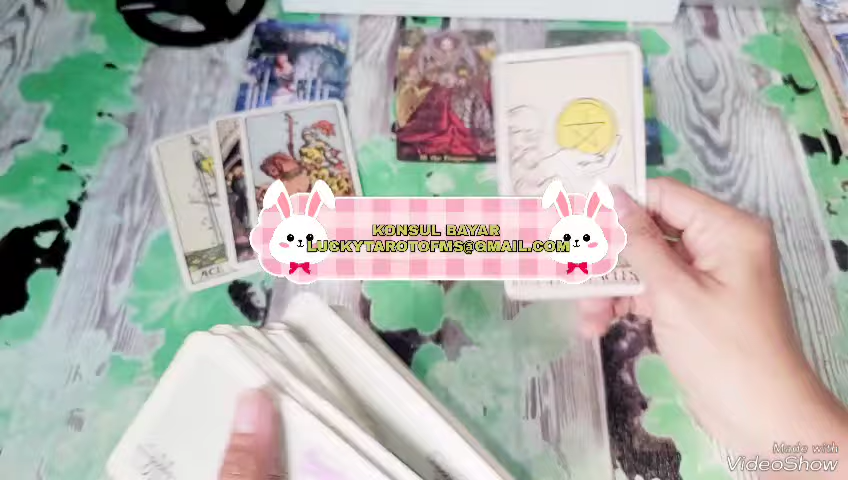 III the Empress
KONSUL BAYAR
LUCKYTAROTOFMS@GMAIL.COM
ACE
Made with
VideoShow